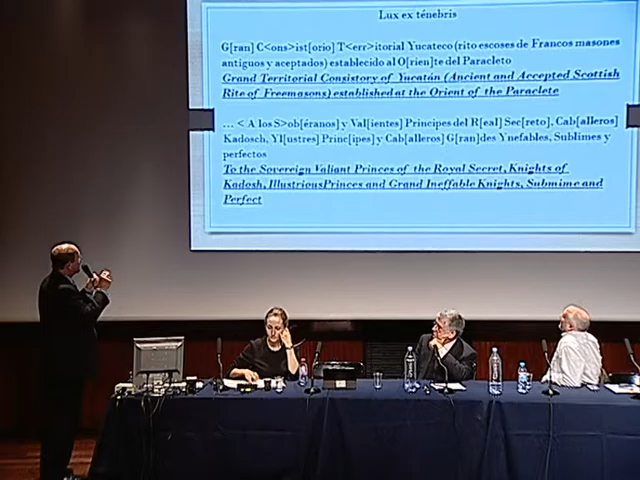 Lux ex ténebris
G[ran] C<ons>ist[orio] T<err>itorial Yucateco (rito escoses de Francos masones
antiguos y aceptados) establecido al O[rien]te del Paracleto
Grand Territorial Consistory of Yucatán (Ancient and Accepted Scottish
Rite of Freemasons) established at the Orient of the Paraclete
... < A los S>ob[éranos] y Val[ientes] Principes del R[eal] Sec[reto], Cab[alleros]
Kadosch, Yl[ustres] Princ[ipes] y Cab[alleros] G[ran]des Ynefables, Sublimes y
perfectos
To the Sovereign Valiant Princes of the Royal Secret, Knights of
Kadosh, Illustrious Princes and Grand Ineffable Knights, Submime and
Perfect